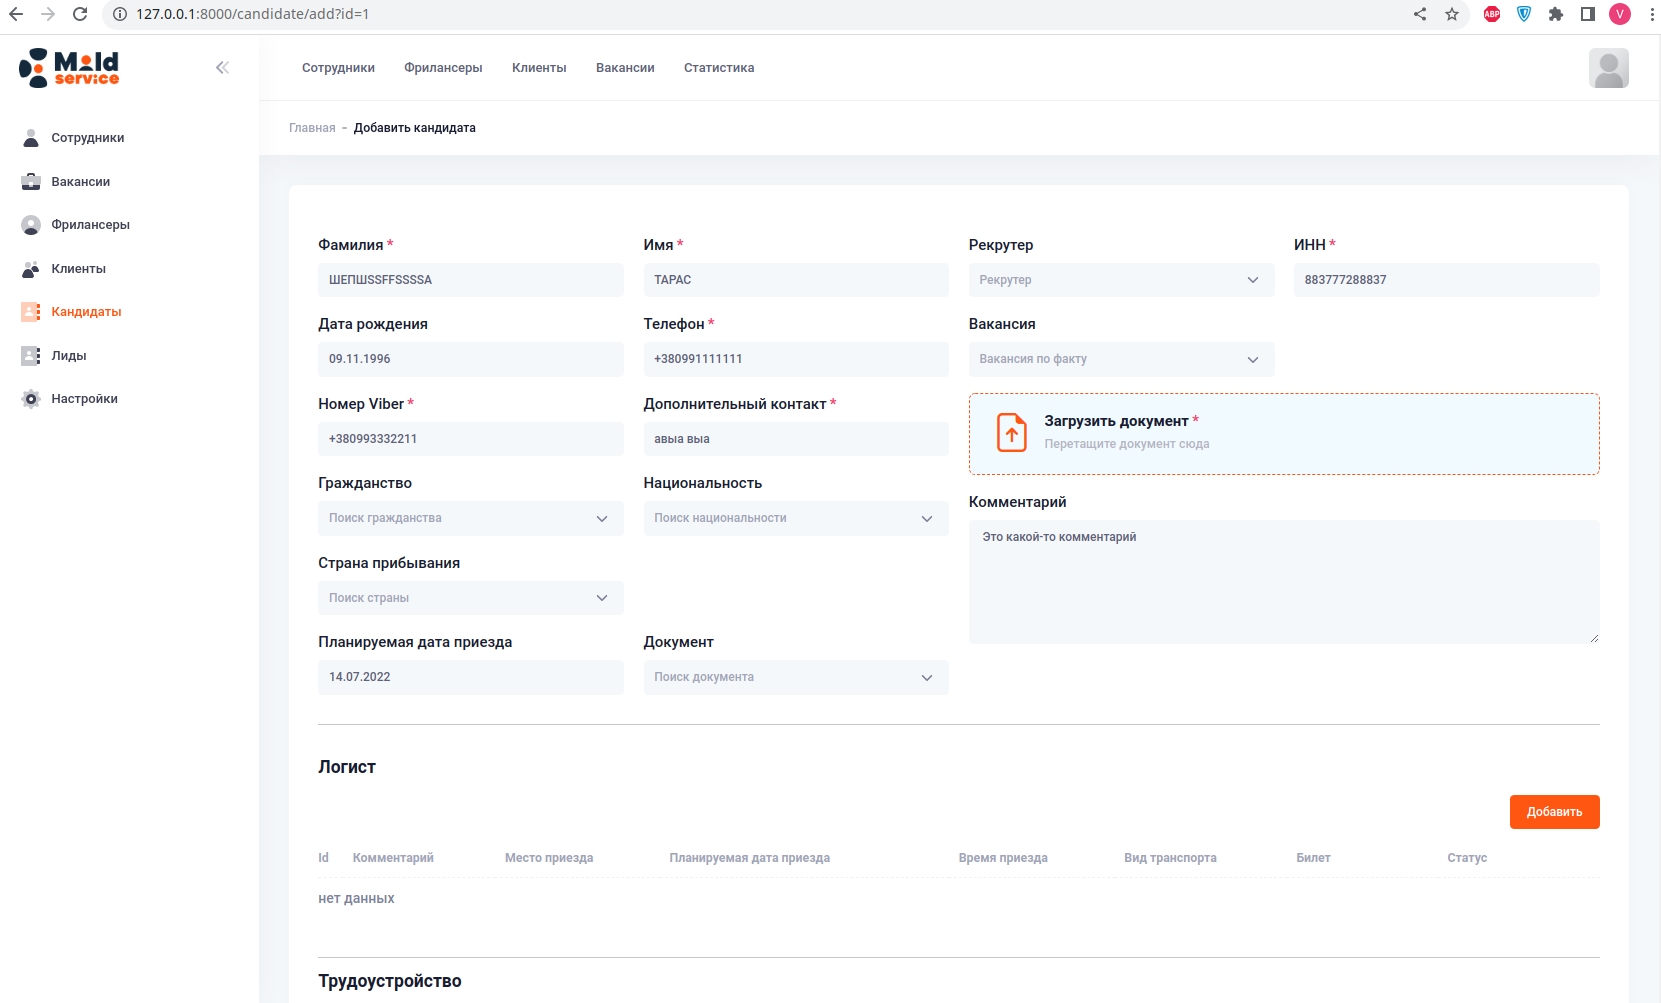 127.0.0.1:8000/candidate/add?id=1
ABP
V
Mold
service
Сотрудники Фрилансеры Клиенты Вакансии Статистика
Главная - Добавить кандидата
Сотрудники
Вакансии
Фрилансеры
Клиенты
Кандидаты
Лиды
Настройки
Фамилия * Имя * Рекрутер ИНН *
ШЕПШSSFFSSSSA ТАРАС Рекрутер 883777288837
Дата рождения Телефон * Вакансия
09.11.1996 +380991111111 Вакансия по факту
Номер Viber * Дополнительный контакт *
+380993332211 авыа выа
Загрузить документ *
Перетащите документ сюда
Гражданство Национальность
Поиск гражданства Поиск национальности
Комментарий
Это какой-то комментарий
Страна прибывания
Поиск страны
Планируемая дата приезда Документ
14.07.2022 Поиск документа
Логист
Добавить
Id Комментарий Место приезда Планируемая дата приезда Время приезда Вид транспорта Билет Статус
нет данных
Трудоустройство